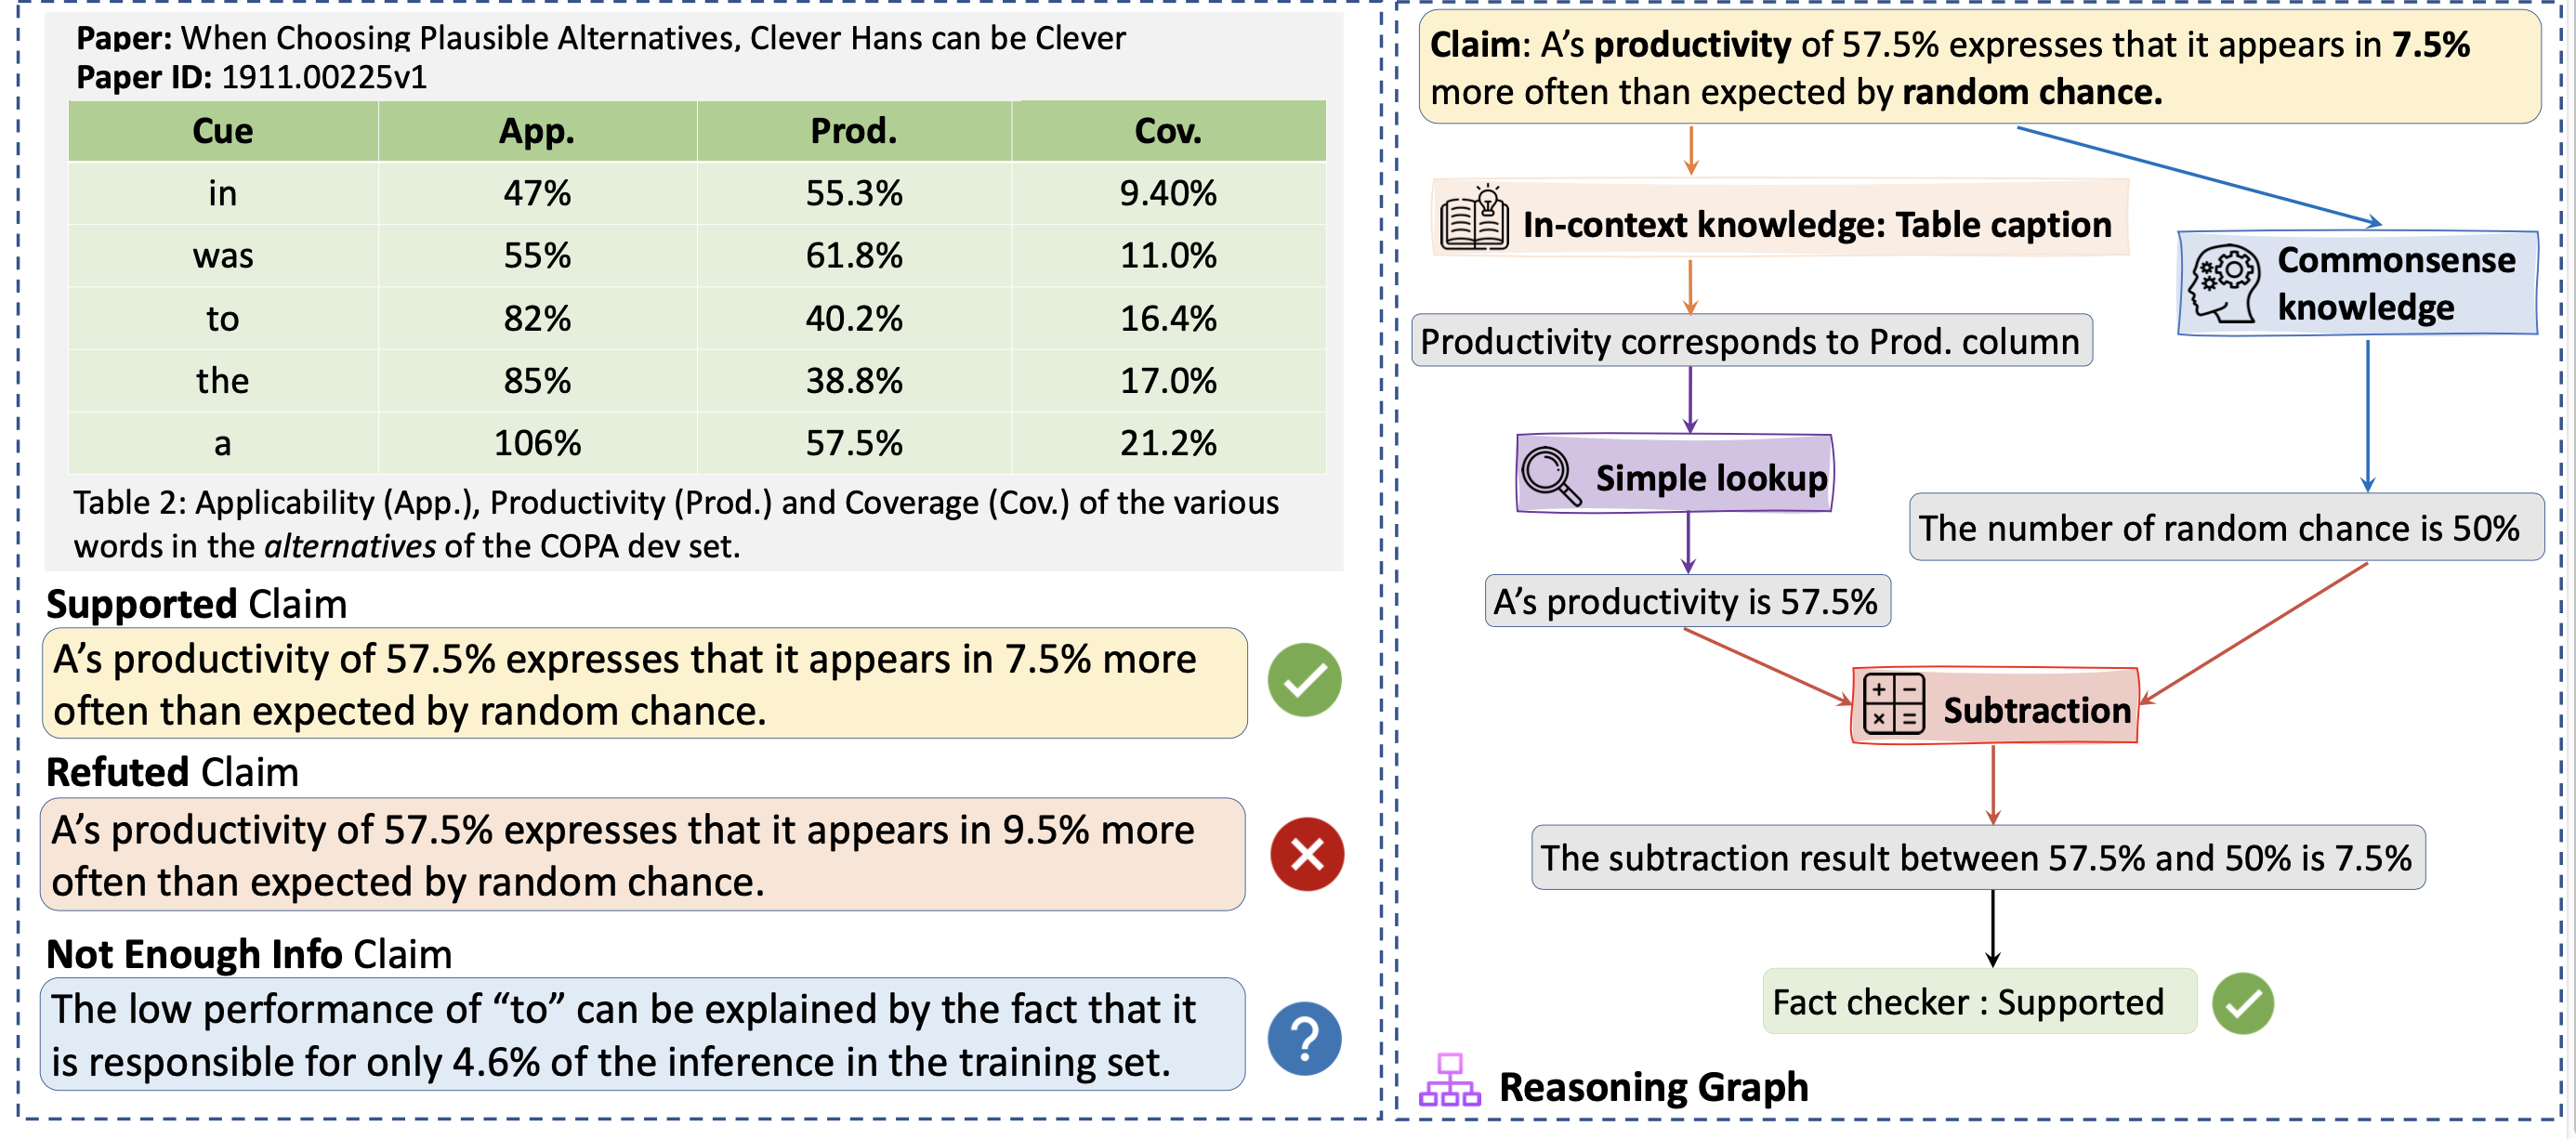 Paper: When Choosing Plausible Alternatives, Clever Hans can be Clever
Paper ID: 1911.00225v1
Cue App. Prod. Cov.
in 47% 55.3% 9.40%
was 55% 61.8% 11.0%
to 82% 40.2% 16.4%
the 85% 38.8% 17.0%
a 106% 57.5% 21.2%
Table 2: Applicability (App.), Productivity (Prod.) and Coverage (Cov.) of the various
words in the alternatives of the COPA dev set.
Supported Claim
A’s productivity of 57.5% expresses that it appears in 7.5% more
often than expected by random chance.
Refuted Claim
A’s productivity of 57.5% expresses that it appears in 9.5% more
often than expected by random chance.
Not Enough Info Claim
The low performance of “to” can be explained by the fact that it
is responsible for only 4.6% of the inference in the training set.
?
Claim: A’s productivity of 57.5% expresses that it appears in 7.5%
more often than expected by random chance.
In-context knowledge: Table caption
Commonsense
knowledge
Productivity corresponds to Prod. column
Simple lookup
The number of random chance is 50%
A’s productivity is 57.5%
Subtraction
The subtraction result between 57.5% and 50% is 7.5%
Fact checker : Supported
Reasoning Graph